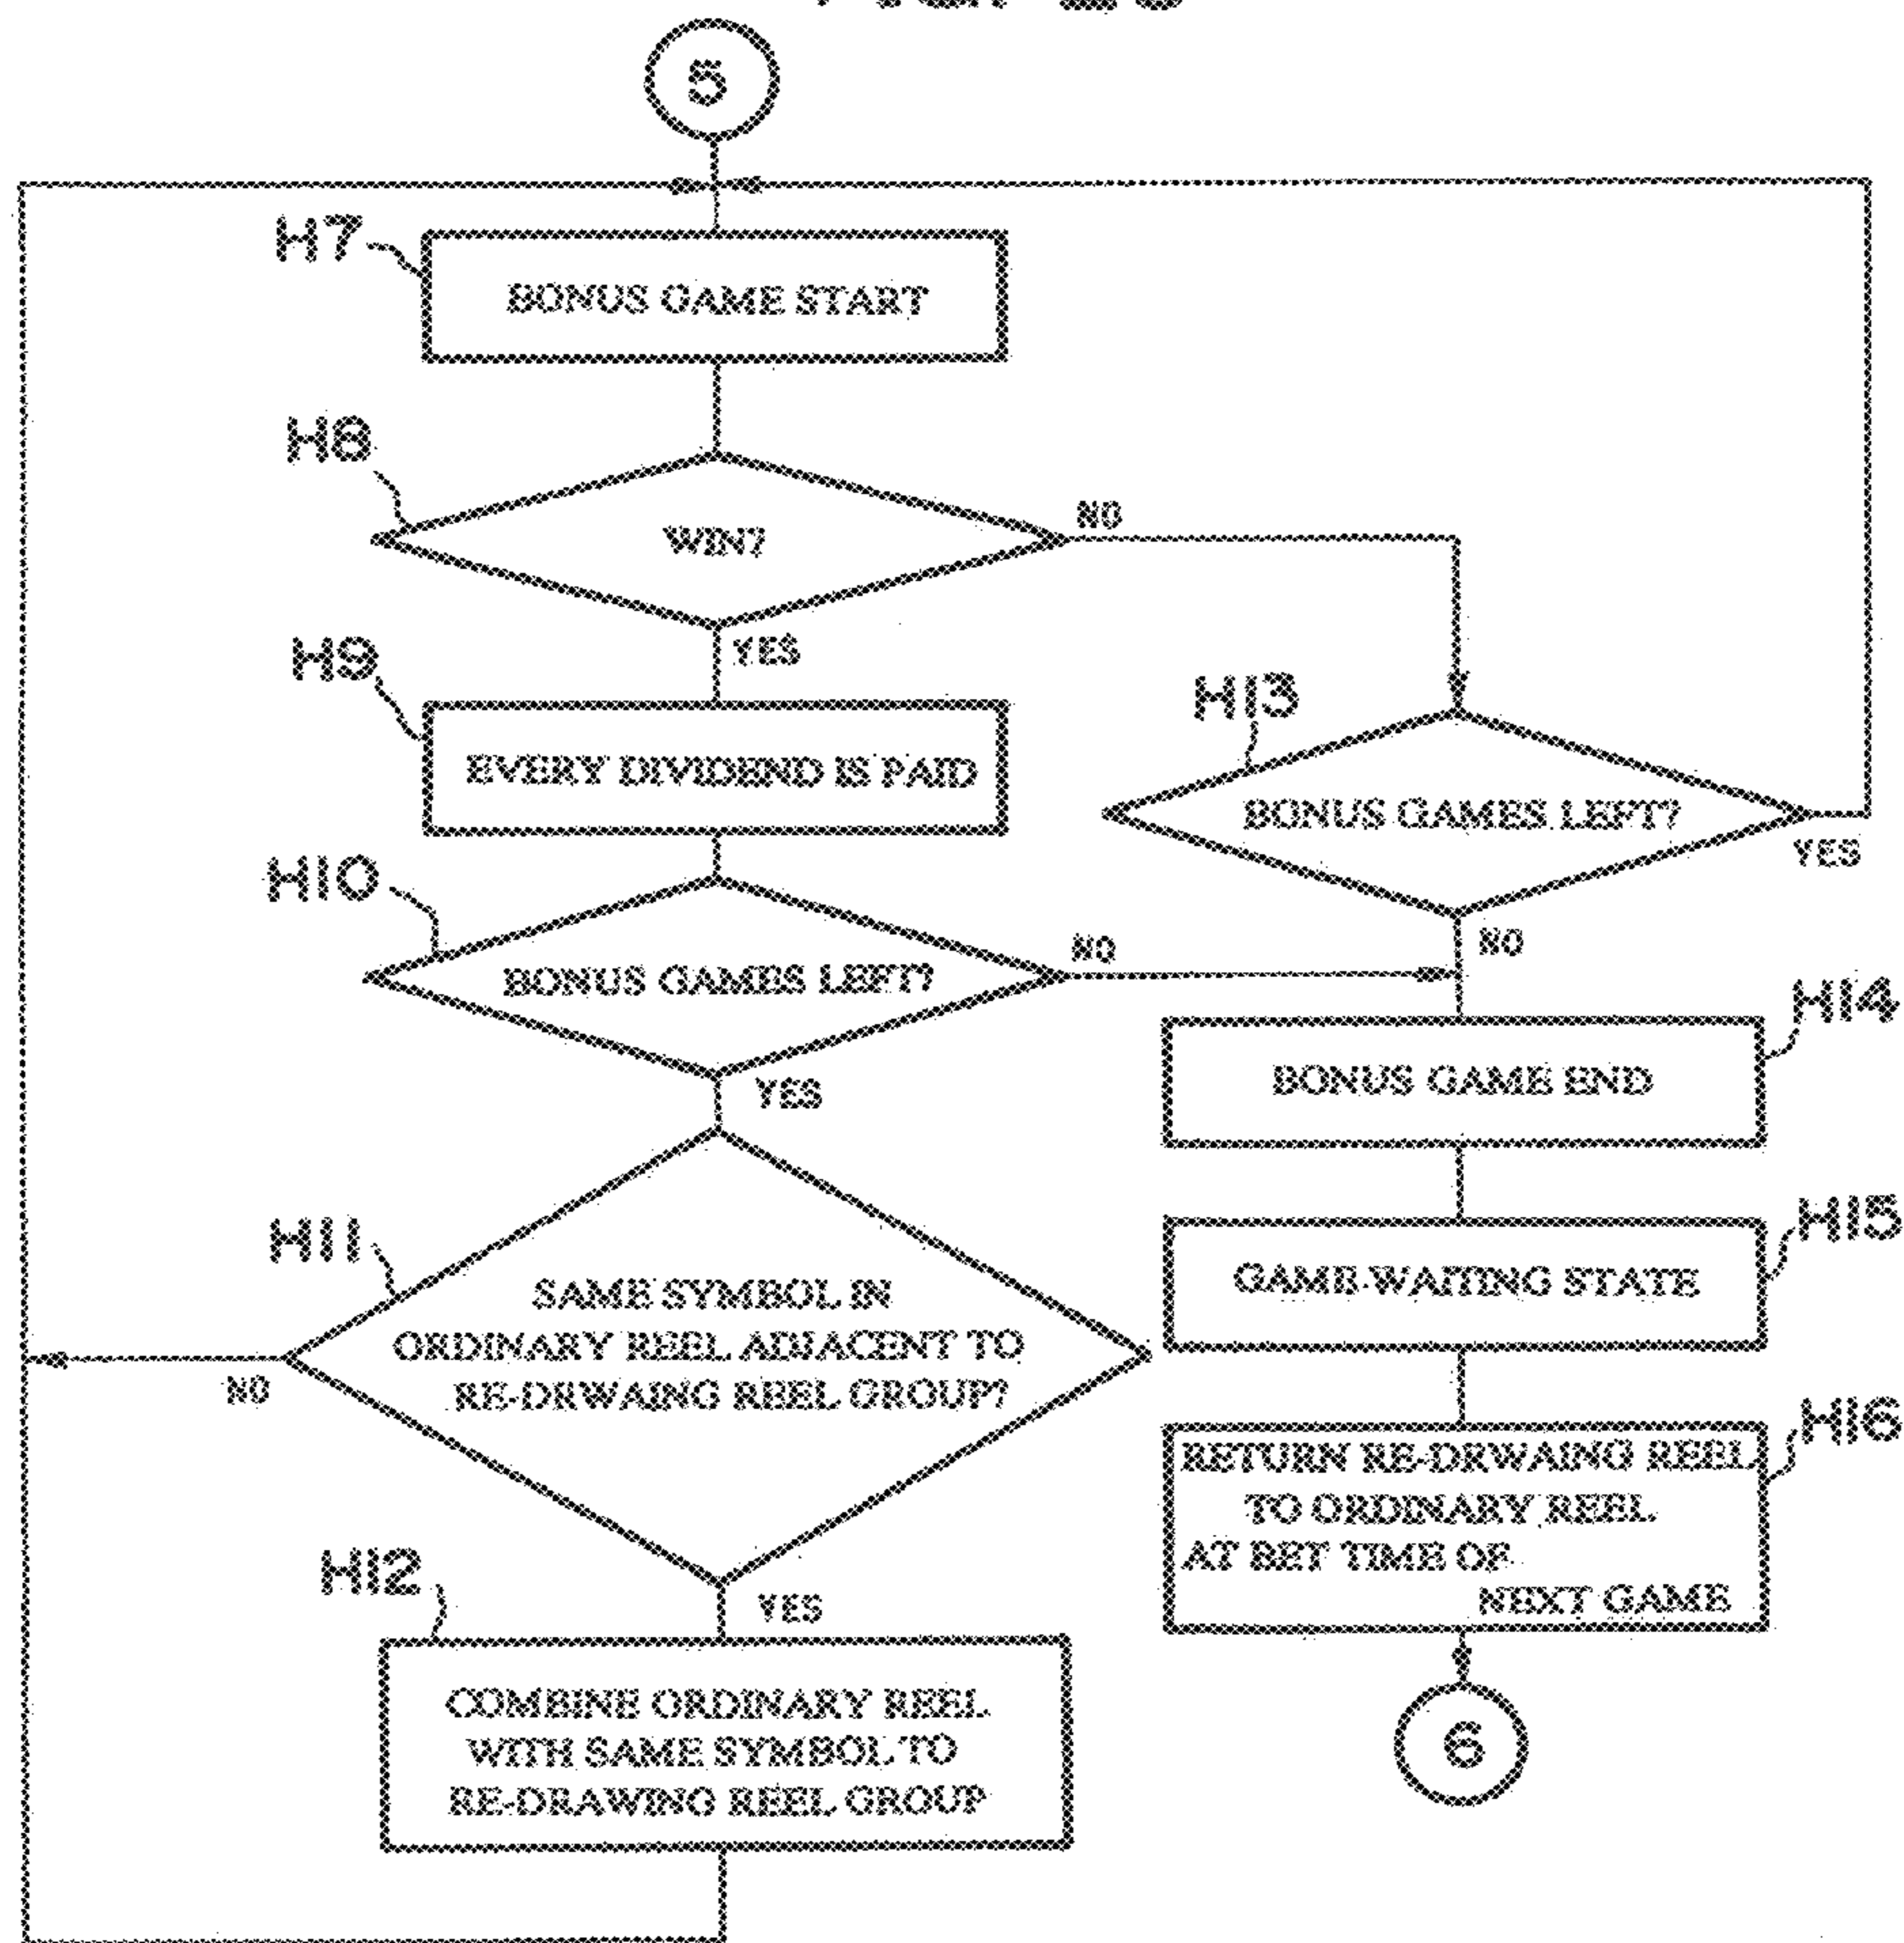 5
H7
BONUS GAME START
H8
WIN?
NO
YES
H9
EVERY DIVIDEND IS PAID
H13
BONUS GAMES LEFT?
YES
NO
H10
BONUS GAMES LEFT?
NO
YES
H14
BONUS GAME END
H11
SAME SYMBOL IN
ORDINARY REEL ADJACENT TO
RE-DRWAING REEL GROUP?
NO
YES
H15
GAME-WAITING STATE
H16
RETURN RE-DRWAING REEL
TO ORDINARY REEL
AT BET TIME OF
NEXT GAME
H12
COMBINE ORDINARY REEL
WITH SAME SYMBOL TO
RE-DRAWING REEL GROUP
6